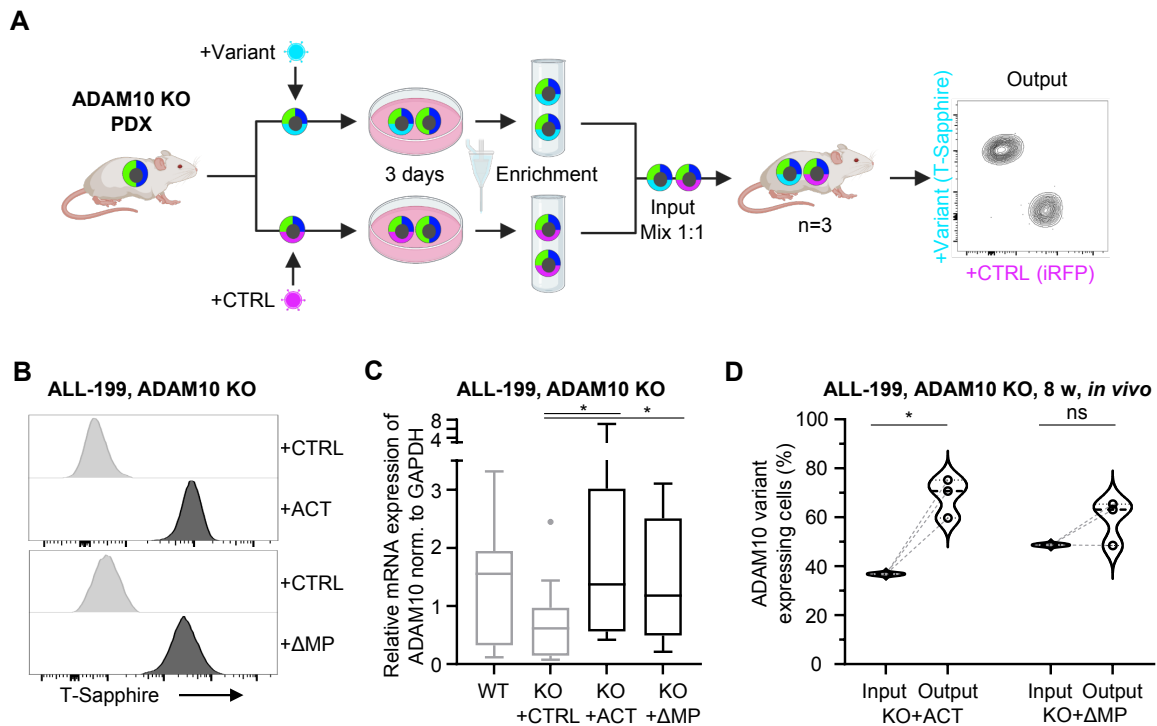 A
+Variant
ADAM10 KO
PDX
3 days
Enrichment
+CTRL
Input
Mix 1:1
n=3
Output
+Variant (T-Sapphire)
+CTRL (iRFP)
B
ALL-199, ADAM10 KO
+CTRL
+ACT
+CTRL
+ΔMP
T-Sapphire
C
ALL-199, ADAM10 KO
Relative mRNA expression of
ADAM10 norm. to GAPDH
8
4
3
2
1
0
* *
WT KO KO KO
+CTRL +ACT +ΔMP
D
ALL-199, ADAM10 KO, 8 w, in vivo
ADAM10 variant
expressing cells (%)
100
80
60
40
20
0
* ns
Input Output Input Output
KO+ACT KO+ΔMP